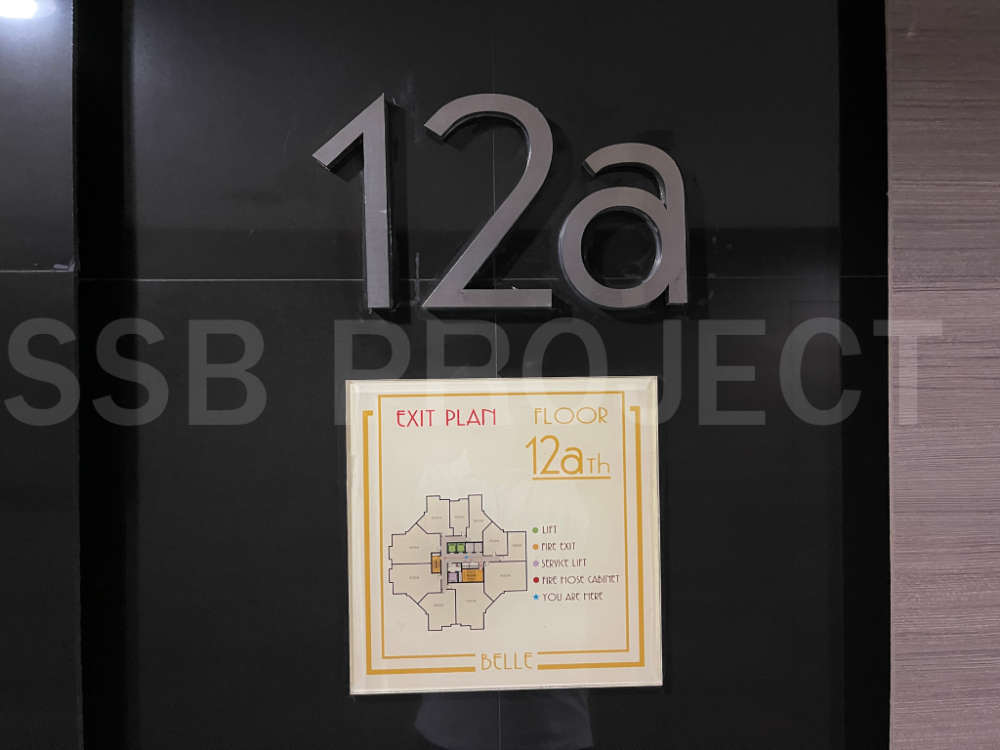 12a
SSB PROJECT
EXIT PLAN
FLOOR
12aTh
LIFT
FIRE EXIT
SERVICE LIFT
FIRE HOSE CABINET
YOU ARE HERE
BELLE